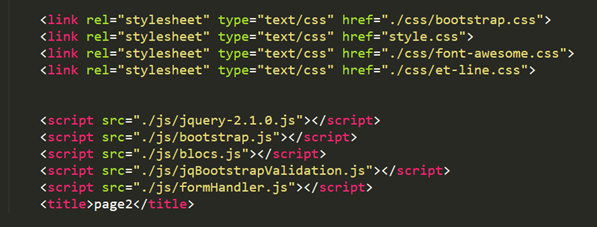 <link rel="stylesheet" type="text/css" href="./css/bootstrap.css">
<link rel="stylesheet" type="text/css" href="style.css">
<link rel="stylesheet" type="text/css" href="./css/font-awesome.css">
<link rel="stylesheet" type="text/css" href="./css/et-line.css">
<script src="./js/jquery-2.1.0.js"></script>
<script src="./js/bootstrap.js"></script>
<script src="./js/blocs.js"></script>
<script src="./js/jqBootstrapValidation.js"></script>
<script src="./js/formHandler.js"></script>
<title>page2</title>